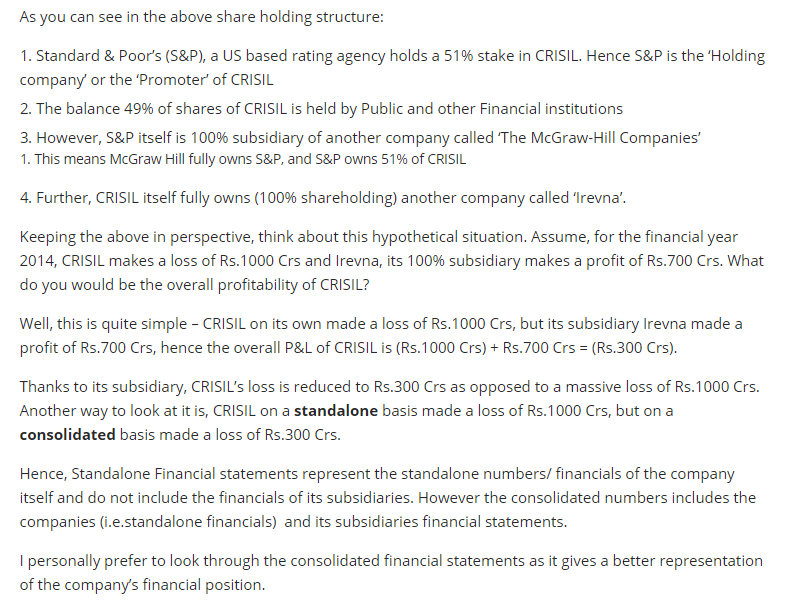 As you can see in the above share holding structure:
1. Standard & Poor’s (S&P), a US based rating agency holds a 51% stake in CRISIL. Hence S&P is the ‘Holding
company’ or the ‘Promoter’ of CRISIL
2. The balance 49% of shares of CRISIL is held by Public and other Financial institutions
3. However, S&P itself is 100% subsidiary of another company called ‘The McGraw-Hill Companies’
1. This means McGraw Hill fully owns S&P, and S&P owns 51% of CRISIL
4. Further, CRISIL itself fully owns (100% shareholding) another company called ‘Irevna’.
Keeping the above in perspective, think about this hypothetical situation. Assume, for the financial year
2014, CRISIL makes a loss of Rs.1000 Crs and Irevna, its 100% subsidiary makes a profit of Rs.700 Crs. What
do you would be the overall profitability of CRISIL?
Well, this is quite simple – CRISIL on its own made a loss of Rs.1000 Crs, but its subsidiary Irevna made a
profit of Rs.700 Crs, hence the overall P&L of CRISIL is (Rs.1000 Crs) + Rs.700 Crs = (Rs.300 Crs).
Thanks to its subsidiary, CRISIL’s loss is reduced to Rs.300 Crs as opposed to a massive loss of Rs.1000 Crs.
Another way to look at it is, CRISIL on a standalone basis made a loss of Rs.1000 Crs, but on a
consolidated basis made a loss of Rs.300 Crs.
Hence, Standalone Financial statements represent the standalone numbers/ financials of the company
itself and do not include the financials of its subsidiaries. However the consolidated numbers includes the
companies (i.e.standalone financials)  and its subsidiaries financial statements.
I personally prefer to look through the consolidated financial statements as it gives a better representation
of the company’s financial position.